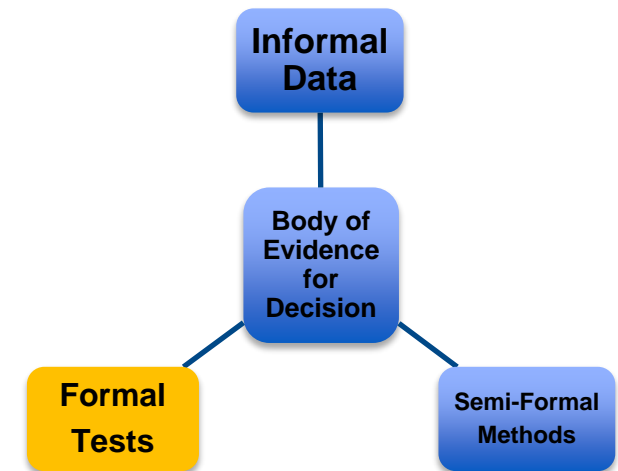 Informal
Data
Body of
Evidence
for
Decision
Formal
Tests
Semi-Formal
Methods